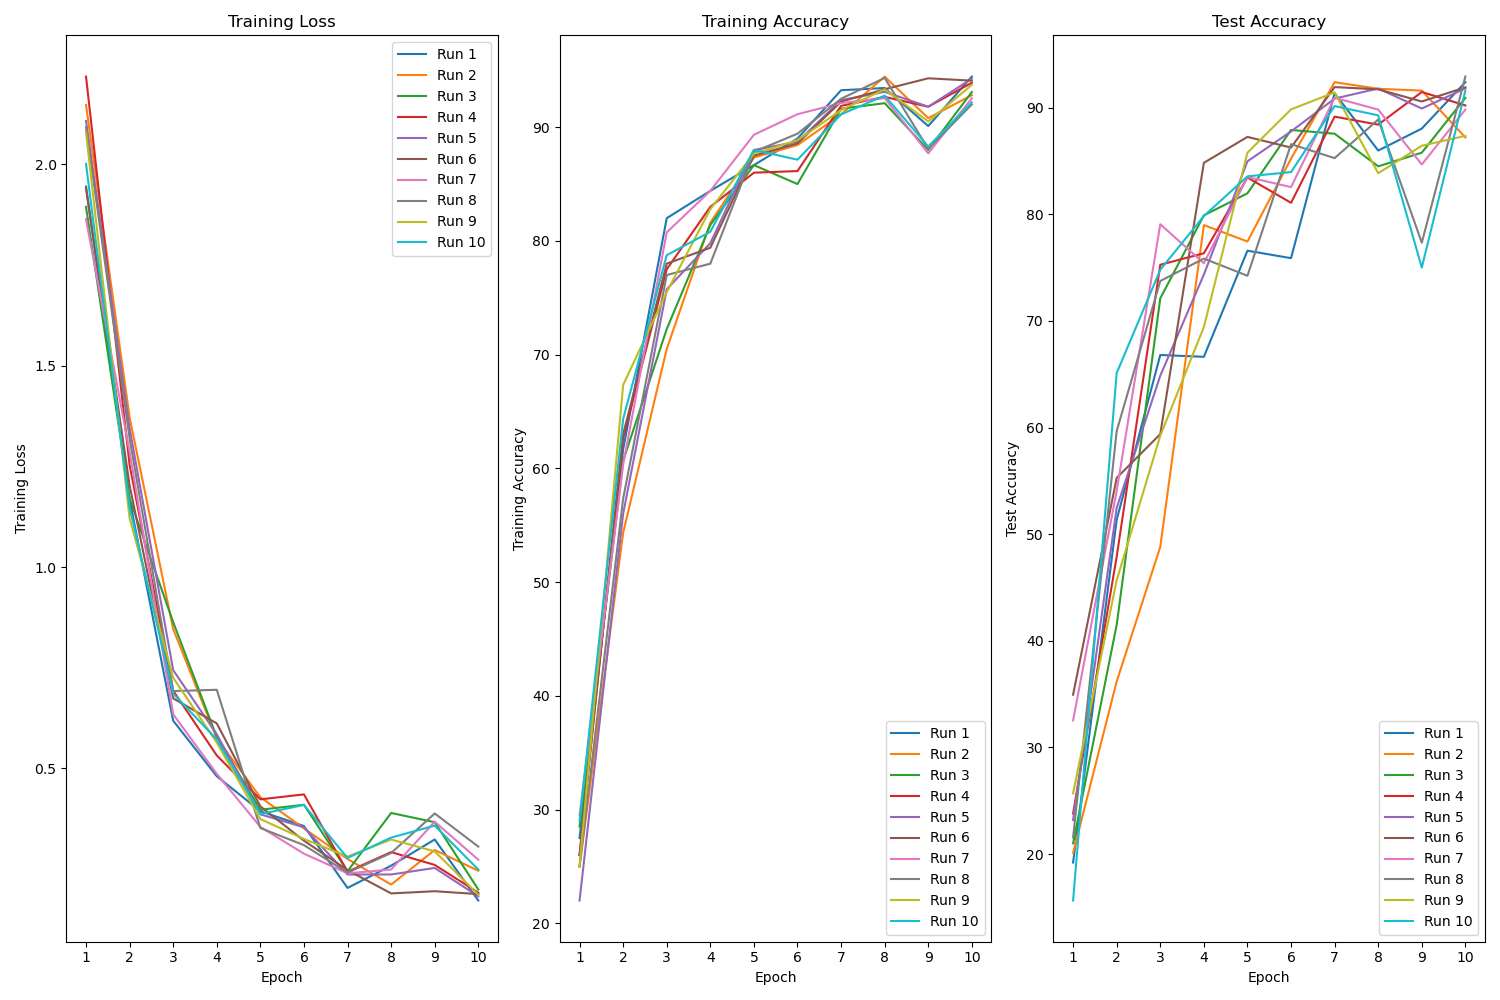 Training Loss
Training Loss
2.0
1.5
1.0
0.5
Run 1
Run 2
Run 3
Run 4
Run 5
Run 6
Run 7
Run 8
Run 9
Run 10
1 2 3 4 5 6 7 8 9 10
Epoch
Training Accuracy
Training Accuracy
90
80
70
60
50
40
30
20
Run 1
Run 2
Run 3
Run 4
Run 5
Run 6
Run 7
Run 8
Run 9
Run 10
1 2 3 4 5 6 7 8 9 10
Epoch
Test Accuracy
Test Accuracy
90
80
70
60
50
40
30
20
Run 1
Run 2
Run 3
Run 4
Run 5
Run 6
Run 7
Run 8
Run 9
Run 10
1 2 3 4 5 6 7 8 9 10
Epoch